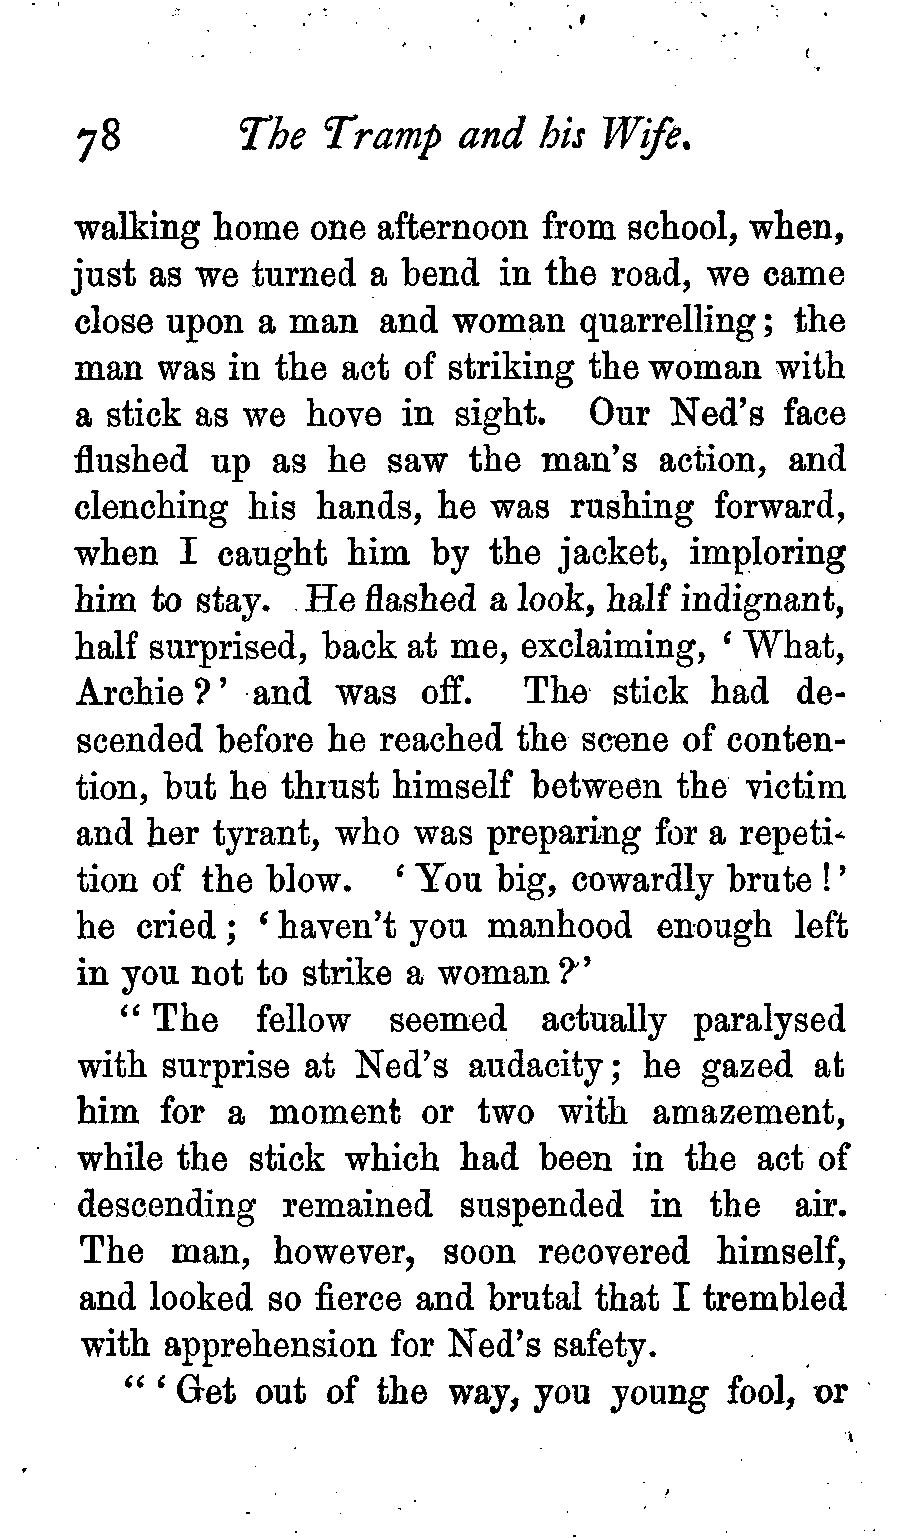 78 The Tramp and his Wife.
walking home one afternoon from school, when,
just as we turned a bend in the road, we came
close upon a man and woman quarrelling; the
man was in the act of striking the woman with
a stick as we hove in sight. Our Ned's face
flushed up as he saw the man's action, and
clenching his hands, he was rushing forward,
when I caught him by the jacket, imploring
him to stay. He flashed a look, half indignant,
half surprised, back at me, exclaiming, ‘What,
Archie?’ and was off. The stick had de-
scended before he reached the scene of conten-
tion, but he thrust himself between the victim
and her tyrant, who was preparing for a repeti-
tion of the blow. ‘You big, cowardly brute!’
he cried; ‘haven't you manhood enough left
in you not to strike a woman?’
“The fellow seemed actually paralysed
with surprise at Ned's audacity; he gazed at
him for a moment or two with amazement,
while the stick which had been in the act of
descending remained suspended in the air.
The man, however, soon recovered himself,
and looked so fierce and brutal that I trembled
with apprehension for Ned's safety.
“‘Get out of the way, you young fool, or